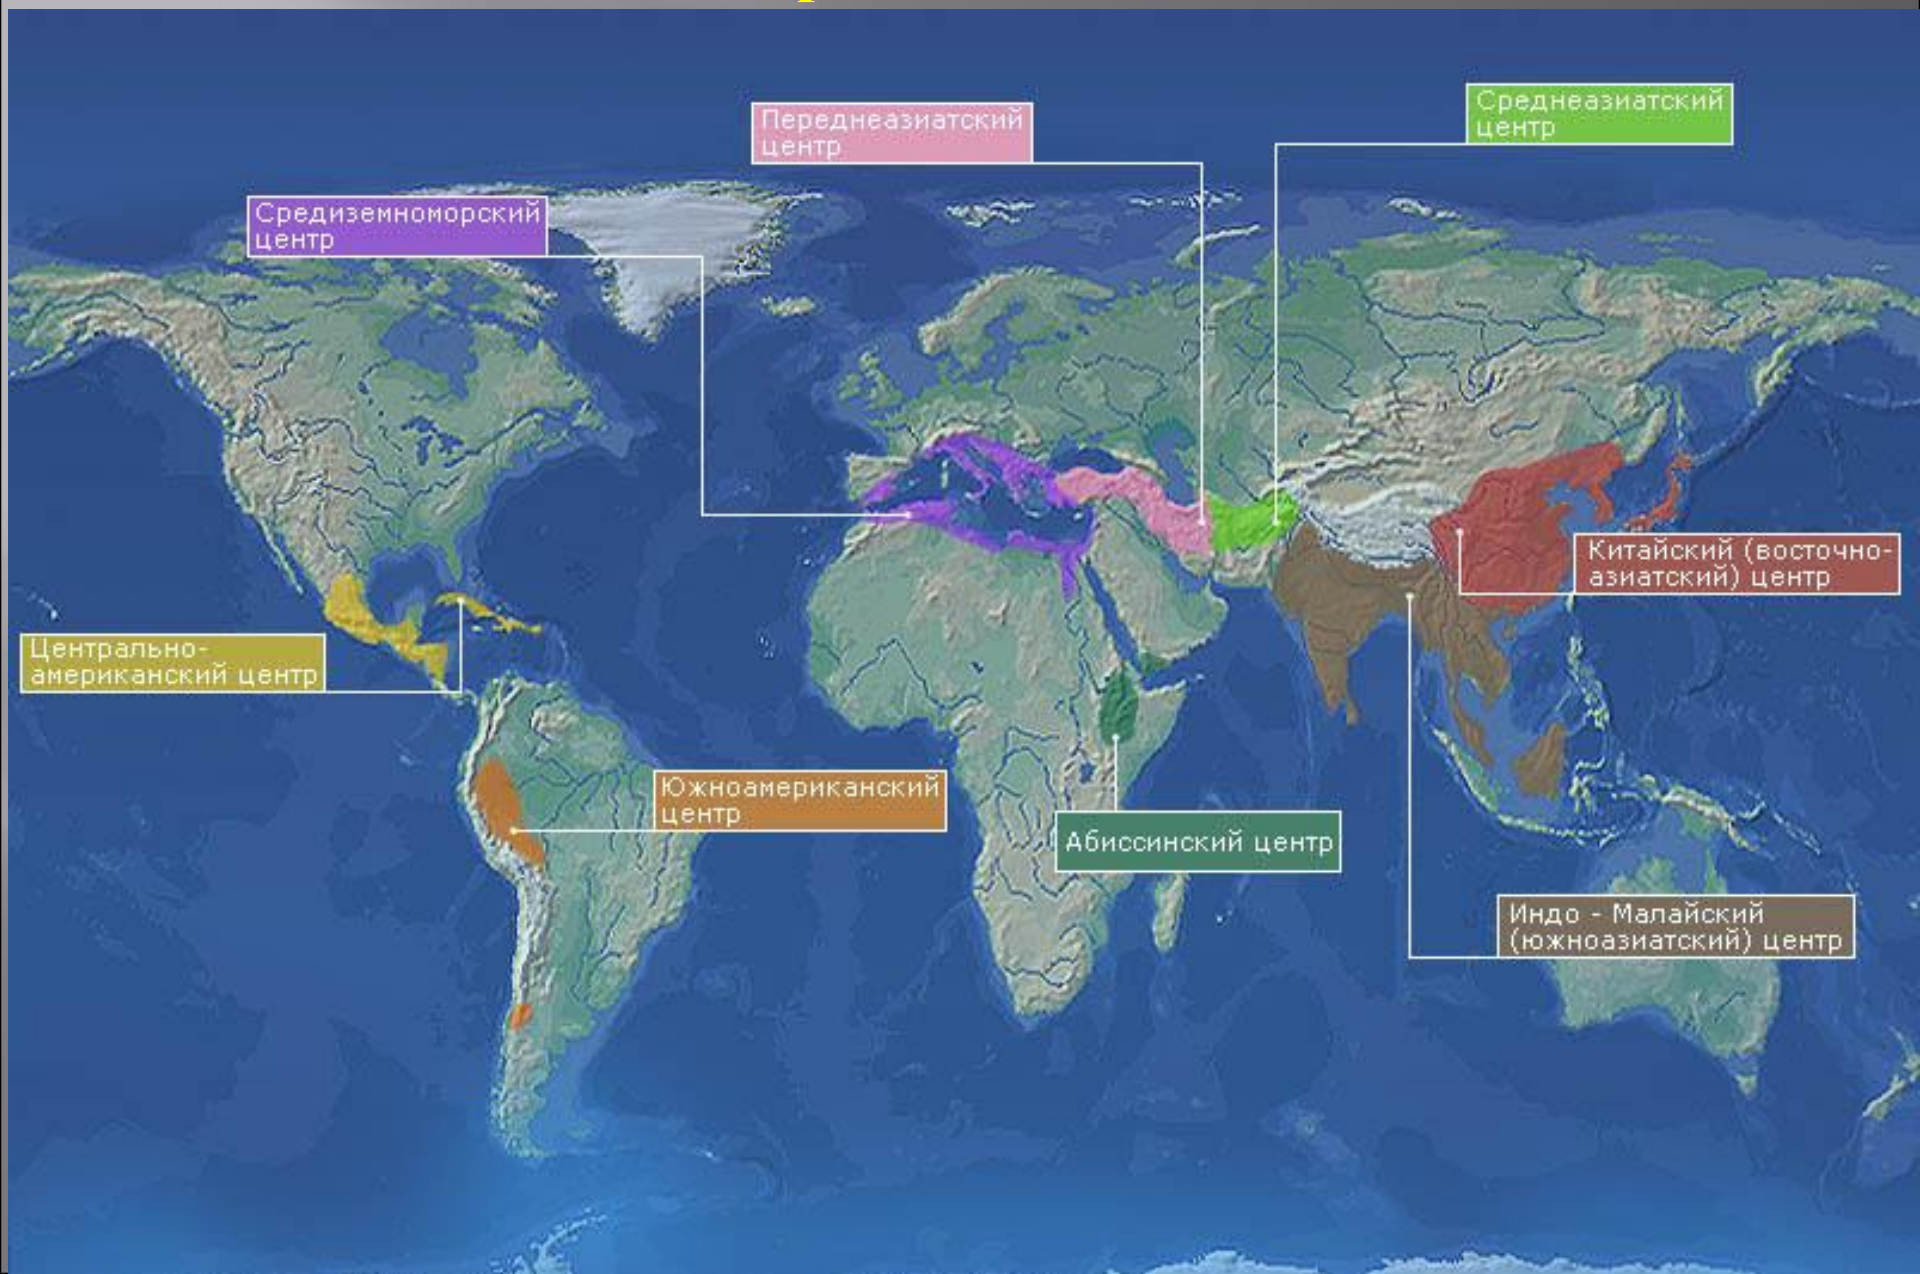 Переднеазиатский
центр
Среднеазиатский
центр
Средиземноморский
центр
Китайский (восточно-
азиатский) центр
Центрально-
американский центр
Южноамериканский
центр
Абиссинский центр
Индо - Малайский
(южноазиатский) центр